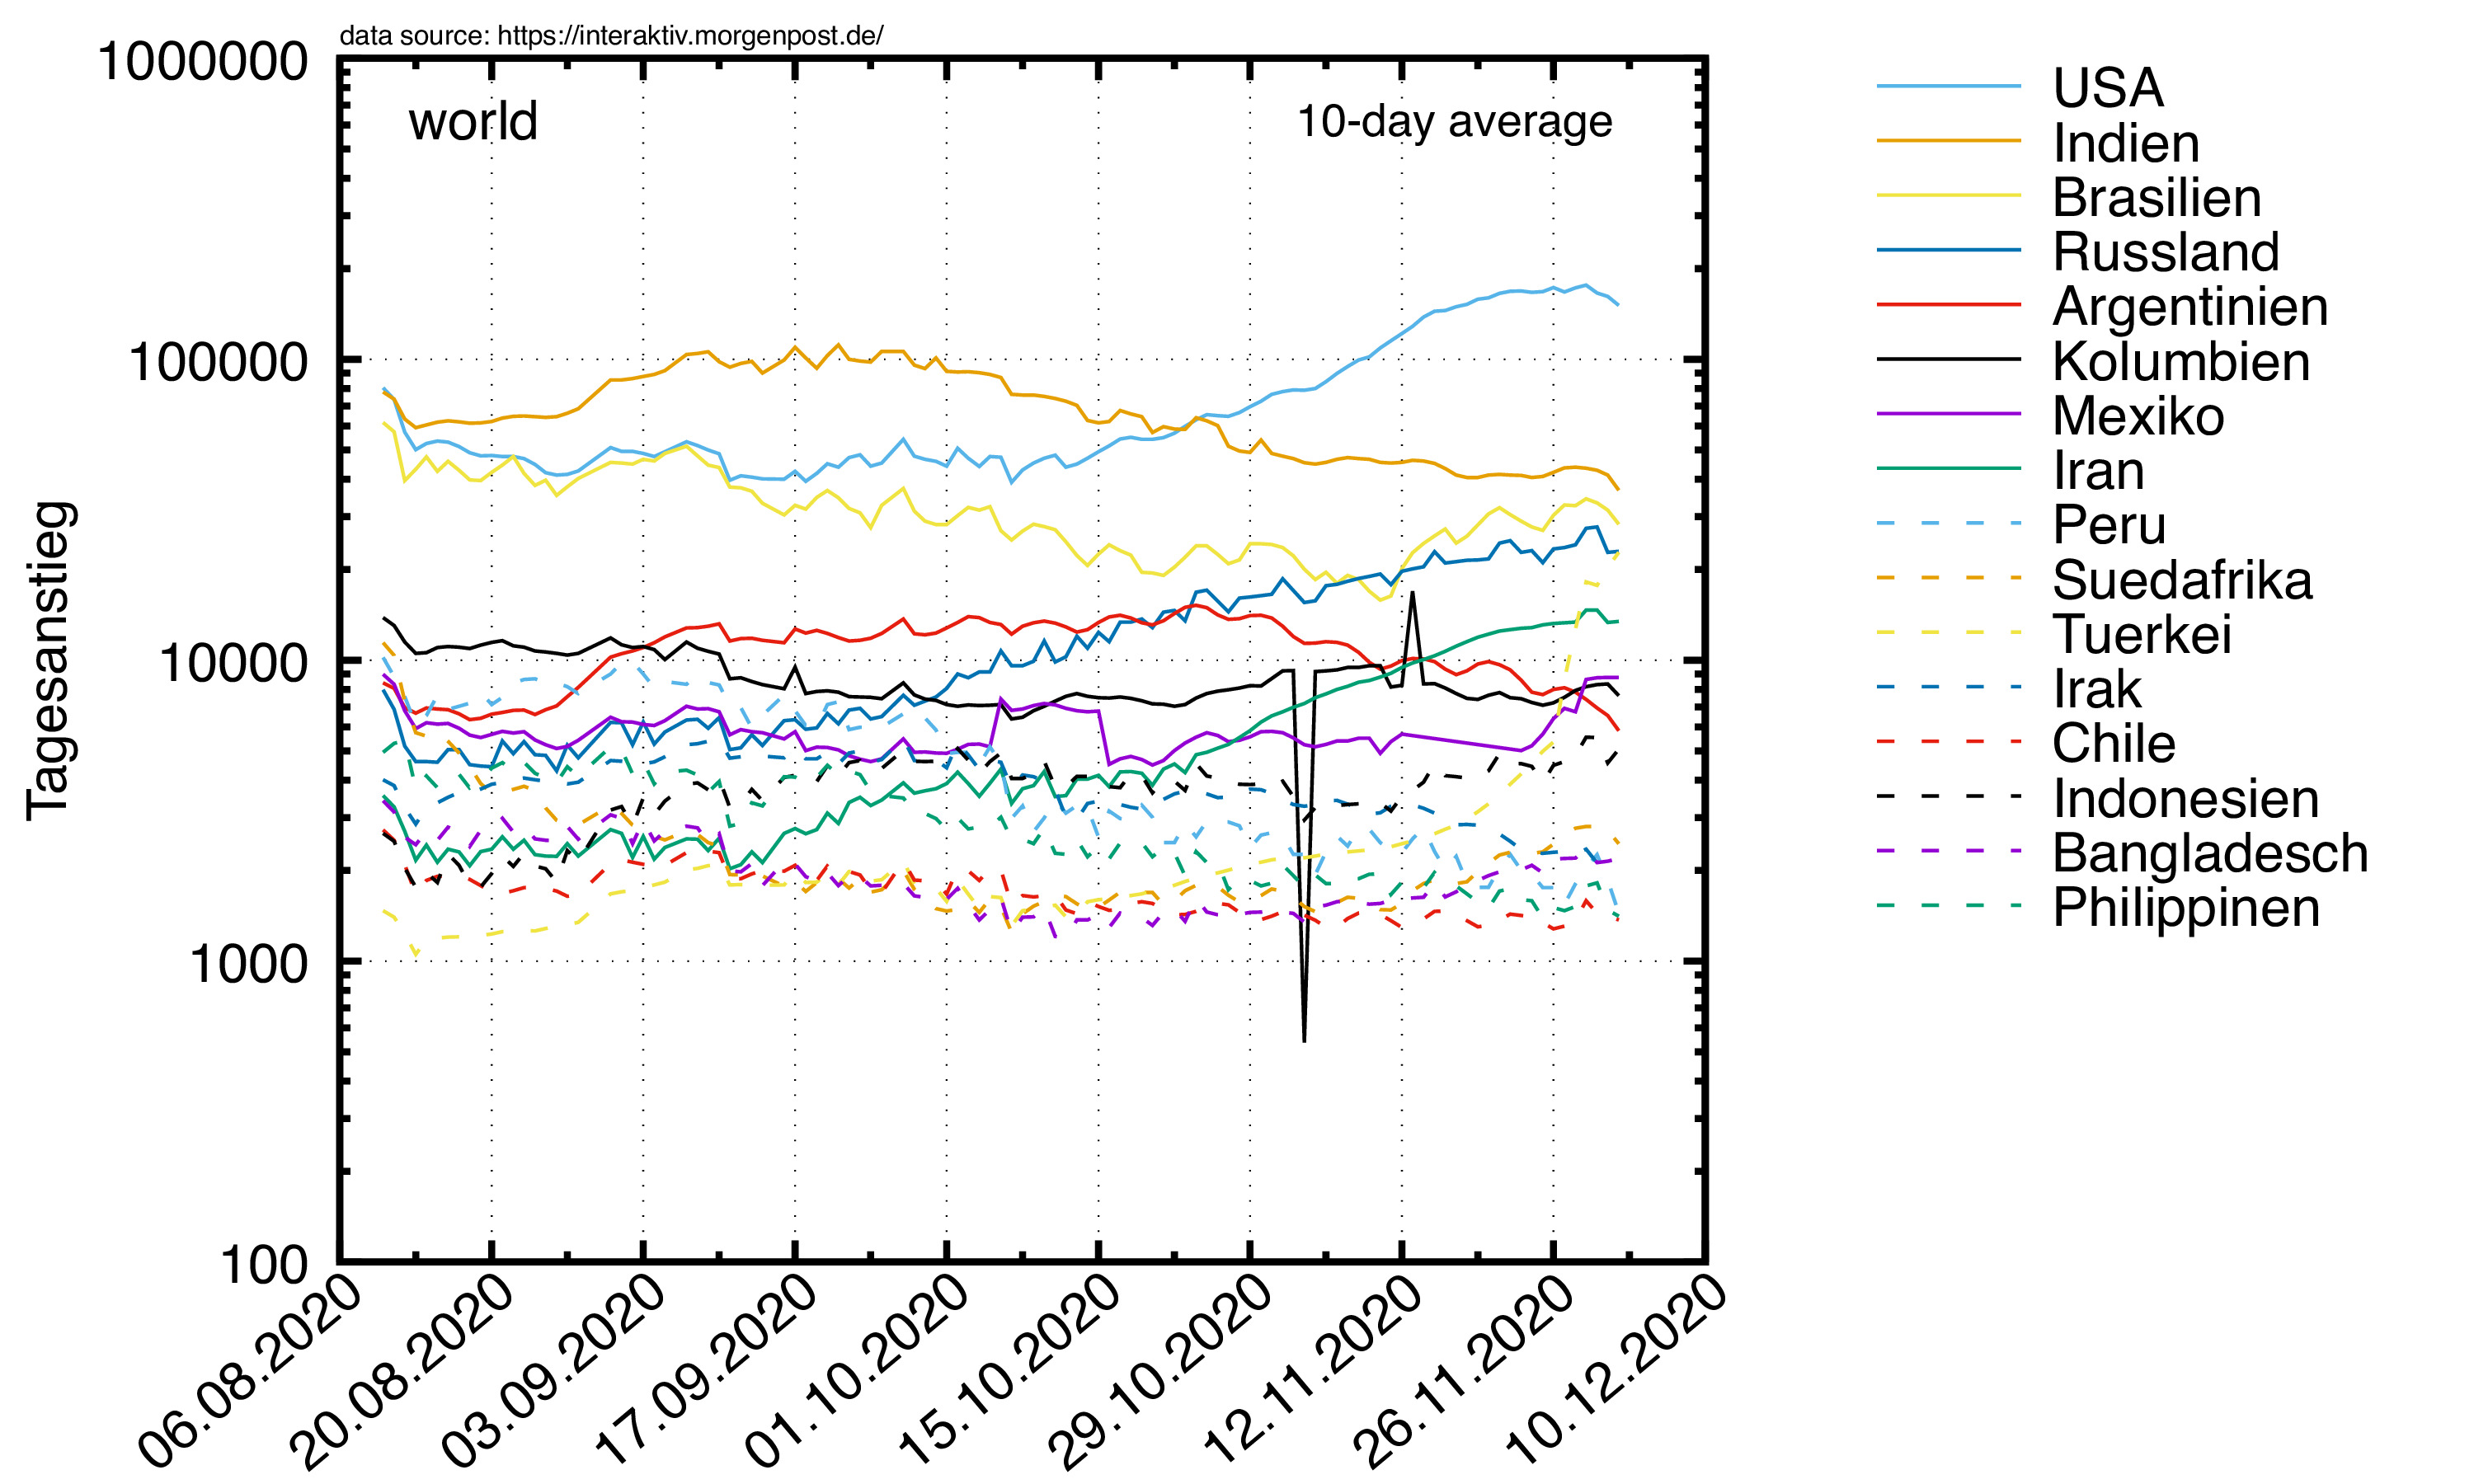 data source: https://interaktiv.morgenpost.de/
world
10-day average
Tagesanstieg
1000000
100000
10000
1000
100
06.08.2020
20.08.2020
03.09.2020
17.09.2020
01.10.2020
15.10.2020
29.10.2020
12.11.2020
26.11.2020
10.12.2020
USA
Indien
Brasilien
Russland
Argentinien
Kolumbien
Mexiko
Iran
Peru
Suedafrika
Tuerkei
Irak
Chile
Indonesien
Bangladesch
Philippinen